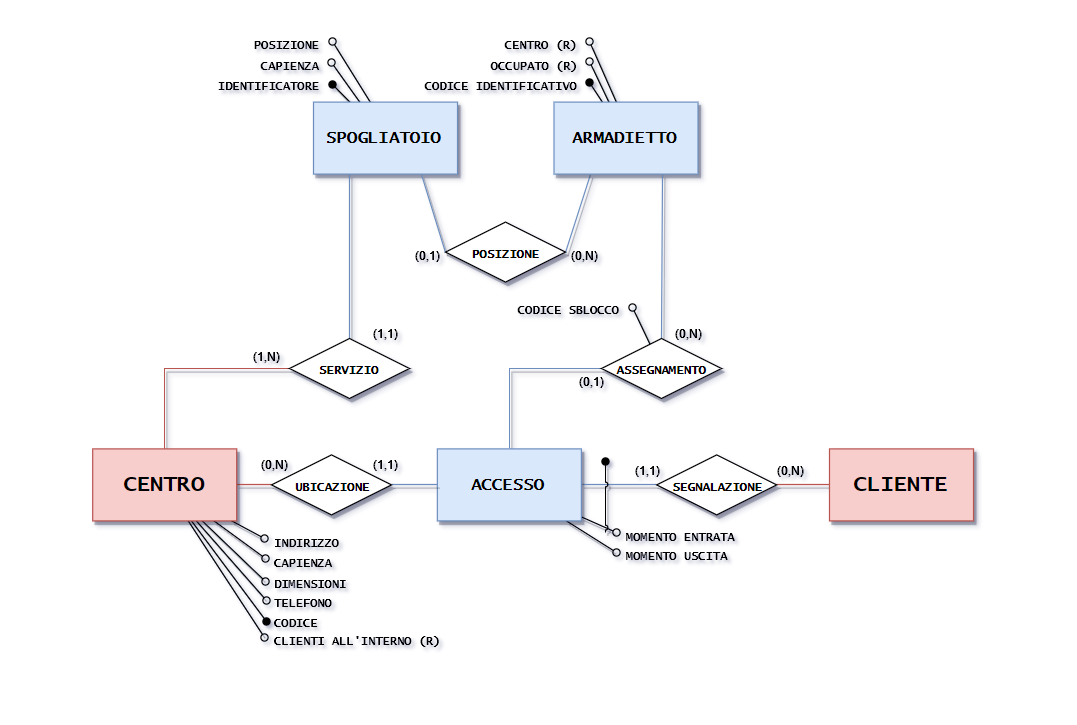 POSIZIONE
CAPIENZA
IDENTIFICATORE
CENTRO (R)
OCCUPATO (R)
CODICE IDENTIFICATIVO
SPOGLIATOIO
ARMADIETTO
(0,1)
POSIZIONE
(0,N)
CODICE SBLOCCO
(1,1)
(0,N)
(1,N)
SERVIZIO
ASSEGNAMENTO
(0,1)
CENTRO
(0,N)
UBICAZIONE
(1,1)
ACCESSO
(1,1)
SEGNALAZIONE
(0,N)
CLIENTE
MOMENTO ENTRATA
MOMENTO USCITA
INDIRIZZO
CAPIENZA
DIMENSIONI
TELEFONO
CODICE
CLIENTI ALL'INTERNO (R)